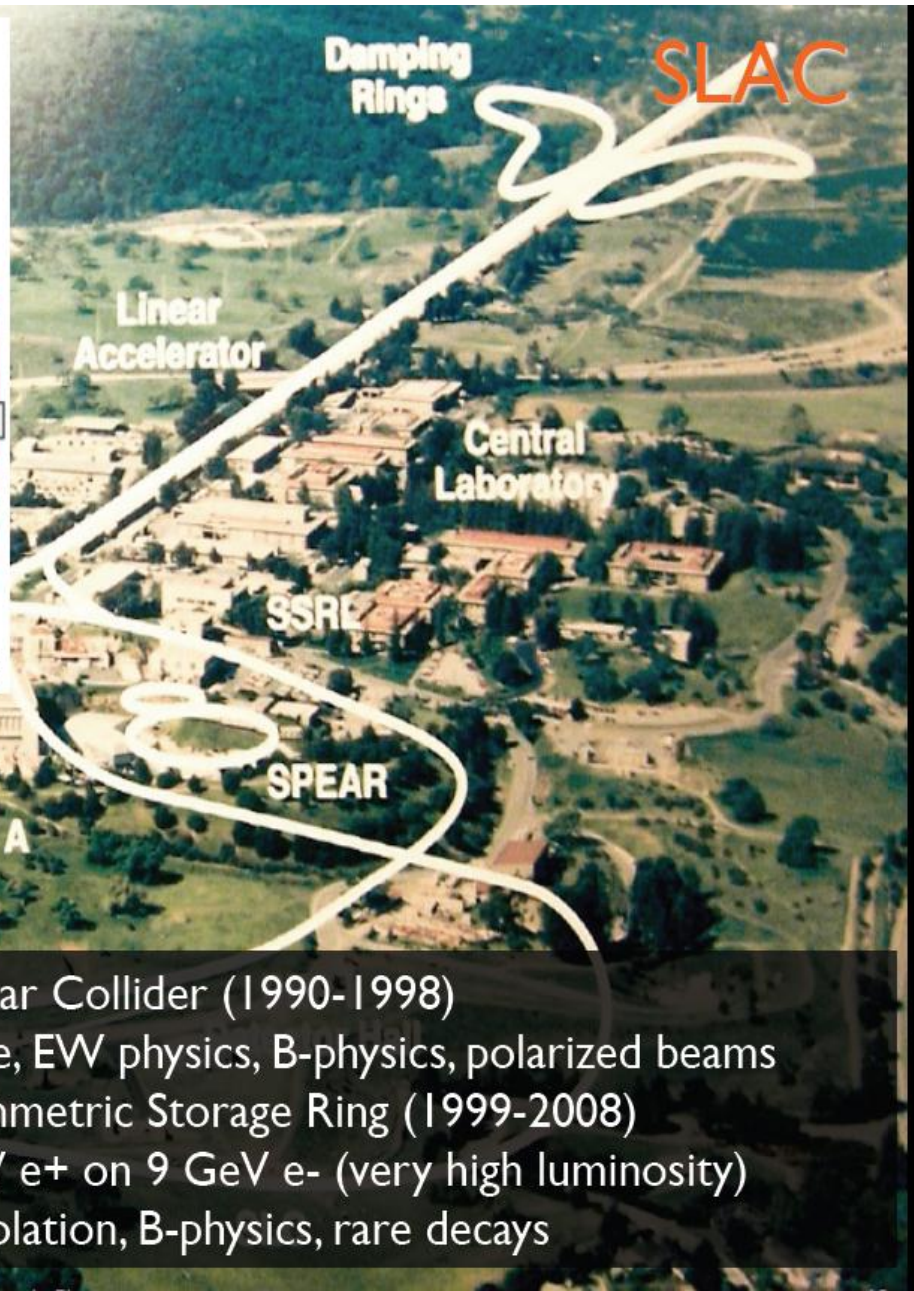 SLAC
Damping
Rings
Linear
Accelerator
Central
Laboratory
SSRL
SPEAR
A
ar Collider (1990-1998)
e, EW physics, B-physics, polarized beams
nmetric Storage Ring (1999-2008)
/ e+ on 9 GeV e- (very high luminosity)
olation, B-physics, rare decays